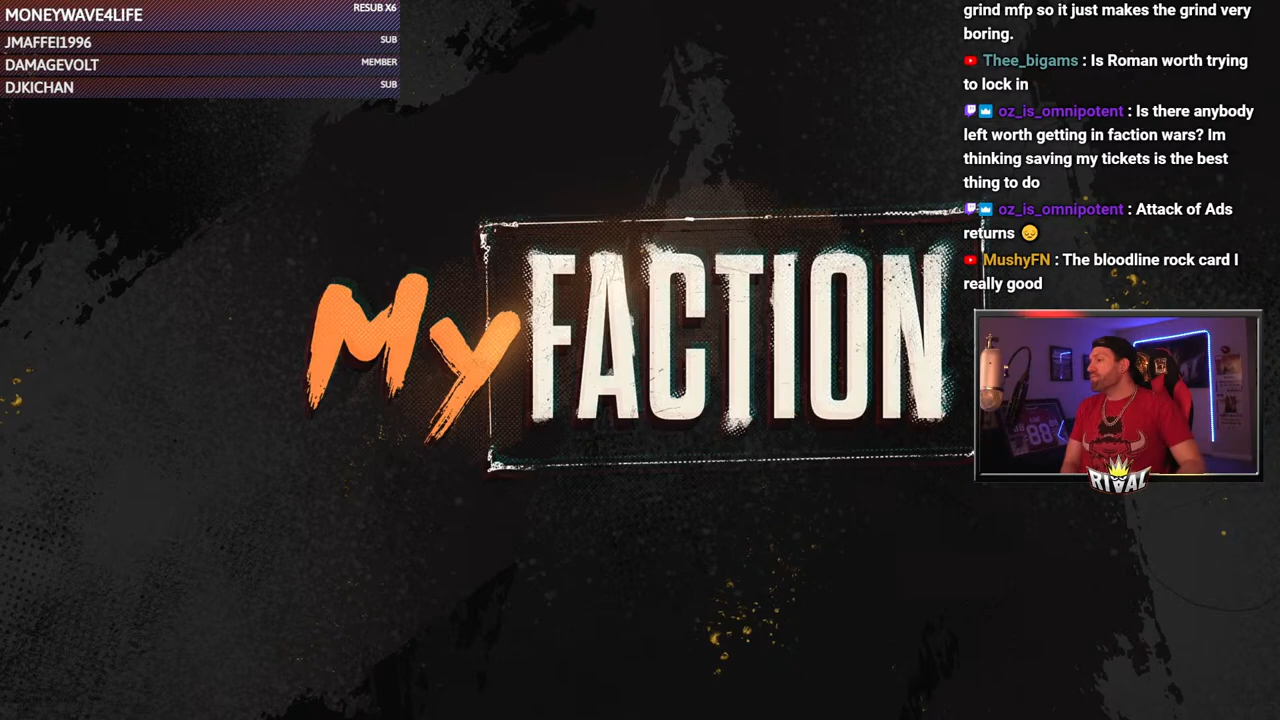 MONEYWAVE4LIFE RESUB X6
JMAFFEI1996 SUB
DAMAGEVOLT MEMBER
DJKICHAN SUB
grind mfp so it just makes the grind very
boring.
Thee_bigams : Is Roman worth trying
to lock in
oz_is_omnipotent : Is there anybody
left worth getting in faction wars? Im
thinking saving my tickets is the best
thing to do
oz_is_omnipotent : Attack of Ads
returns 😞
MushyFN : The bloodline rock card I
really good
My FACTION
88
RIVAL